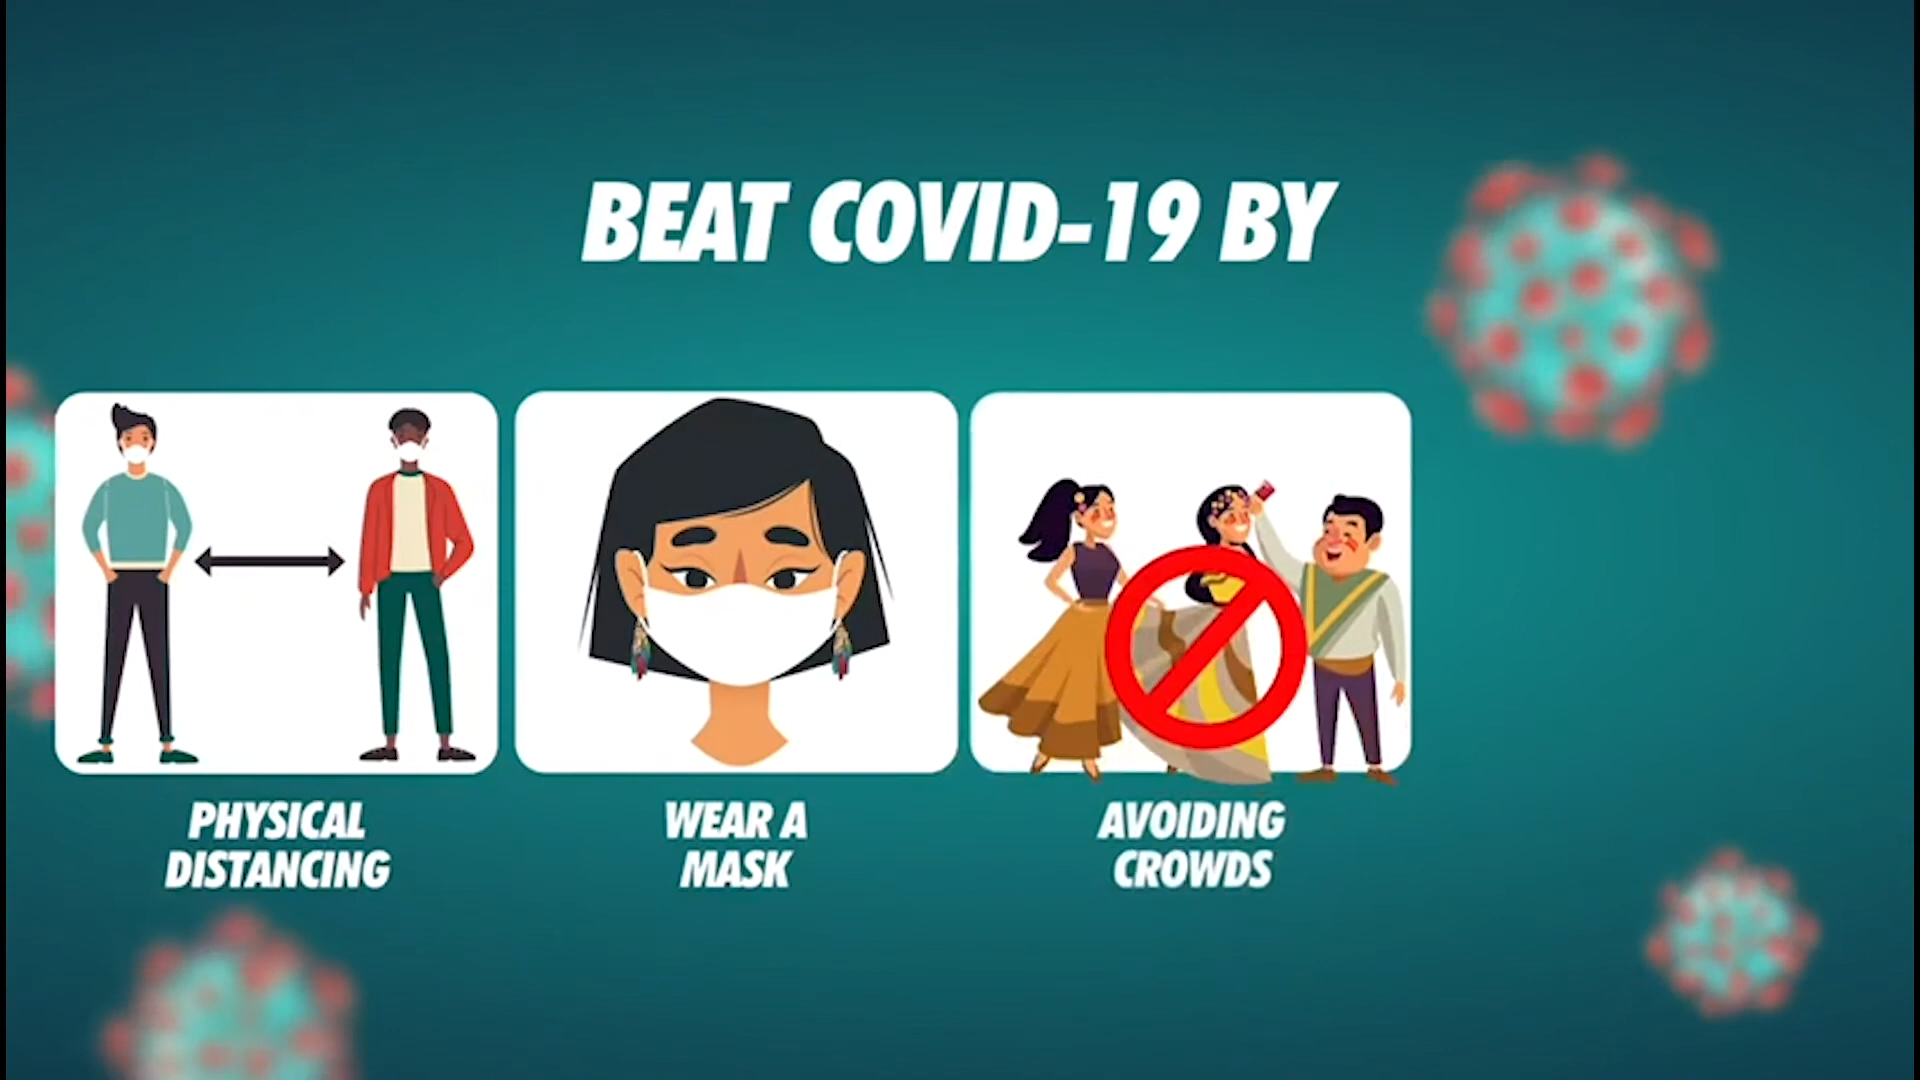 BEAT COVID-19 BY
PHYSICAL
DISTANCING
WEAR A
MASK
AVOIDING
CROWDS